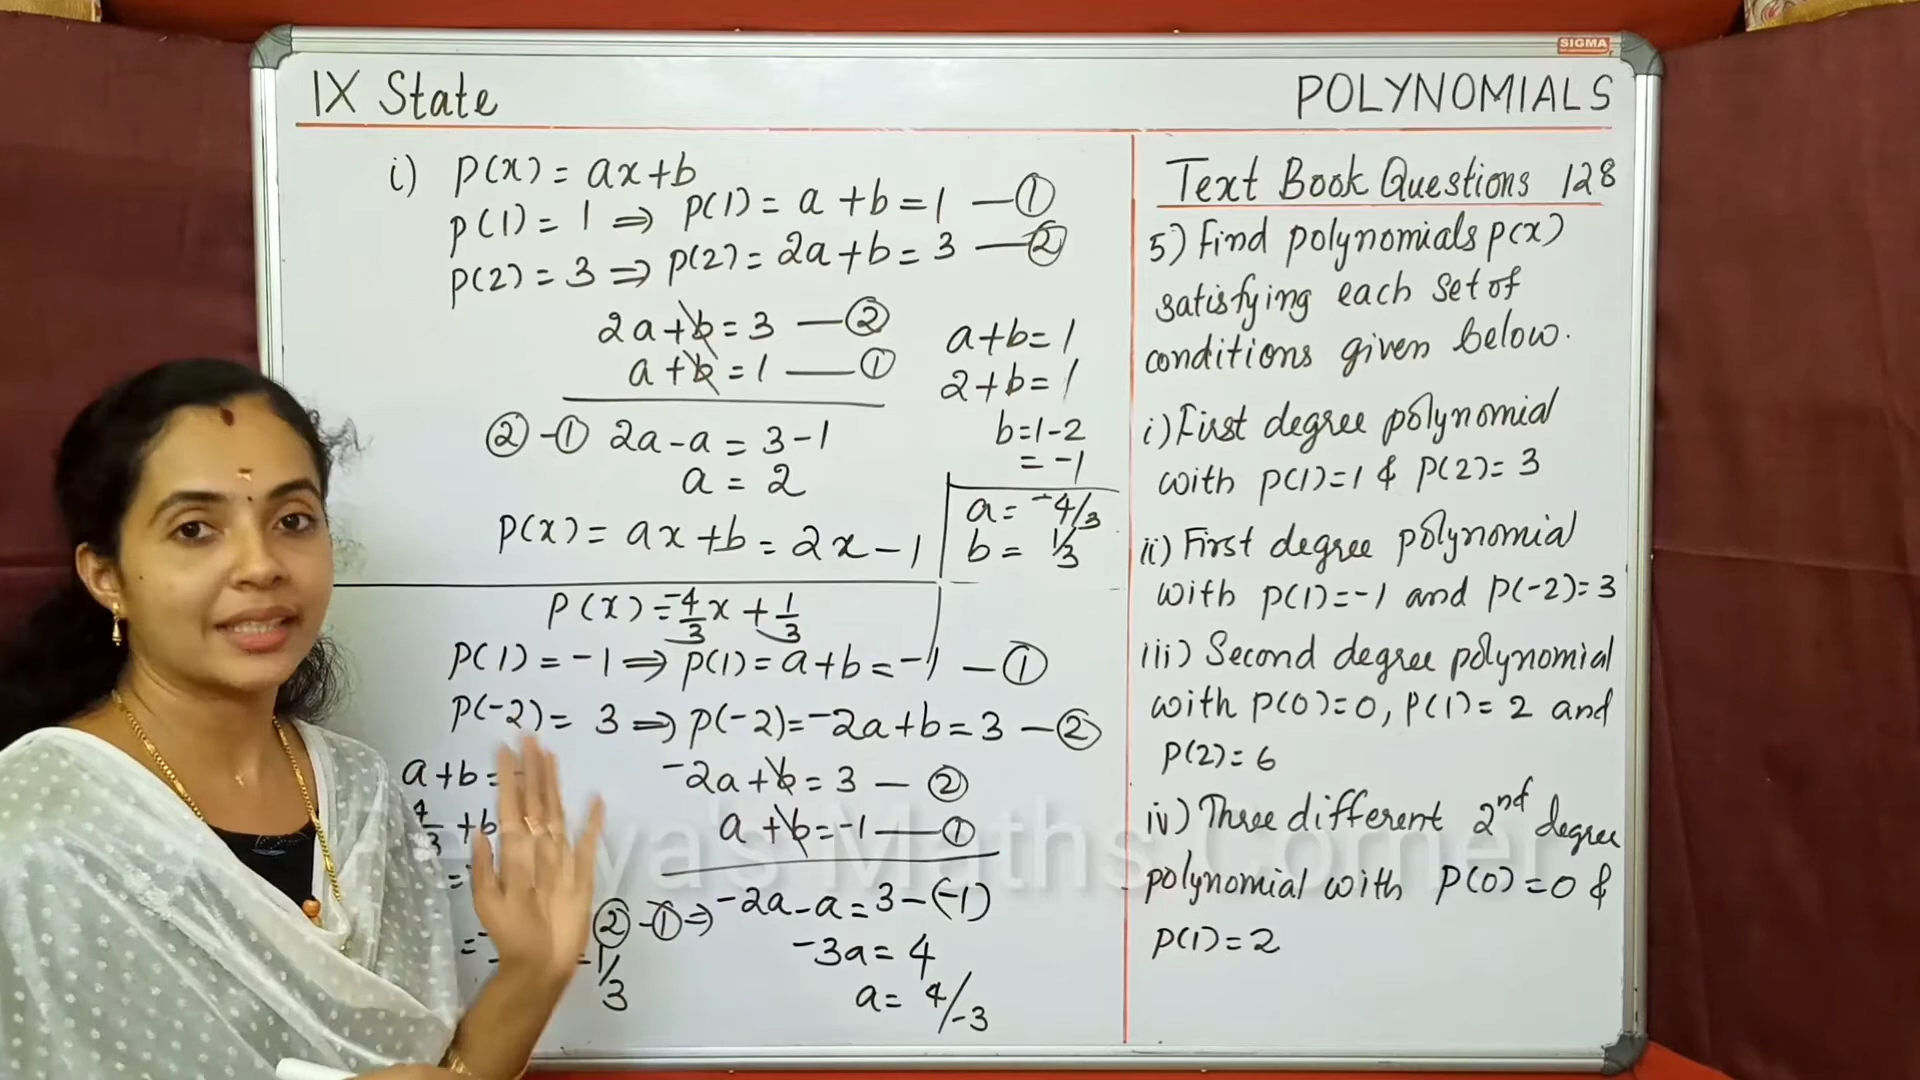 SIGMA
IX State
POLYNOMIALS
i) P(x) = ax+b
P(1) = 1 ⇒ P(1) = a+b = 1 — ①
P(2) = 3 ⇒ P(2) = 2a+b = 3 — ②
2a+b = 3 — ②
a+b = 1 — ①
② - ① 2a-a = 3-1
a = 2
P(x) = ax+b = 2x-1
a+b = 1
2+b = 1
b = 1-2
= -1
a = -4/3
b = 1/3
P(x) = -4/3 x + 1/3
P(1) = -1 ⇒ P(1) = a+b = -1 — ①
P(-2) = 3 ⇒ P(-2) = -2a+b = 3 — ②
a+b =
4/3 +b
=
=
= 1/3
-2a+b = 3 — ②
a+b = -1 — ①
② - ① ⇒ -2a-a = 3-(-1)
-3a = 4
a = 4/-3
Text Book Questions 128
5) Find polynomials p(x)
satisfying each set of
conditions given below.
i) First degree polynomial
with p(1)=1 & p(2)= 3
ii) First degree polynomial
with p(1)=-1 and p(-2)=3
iii) Second degree polynomial
with p(0)=0, p(1)= 2 and
p(2)= 6
iv) Three different 2nd degree
polynomial with p(0)=0 &
p(1)=2
Maths Corner